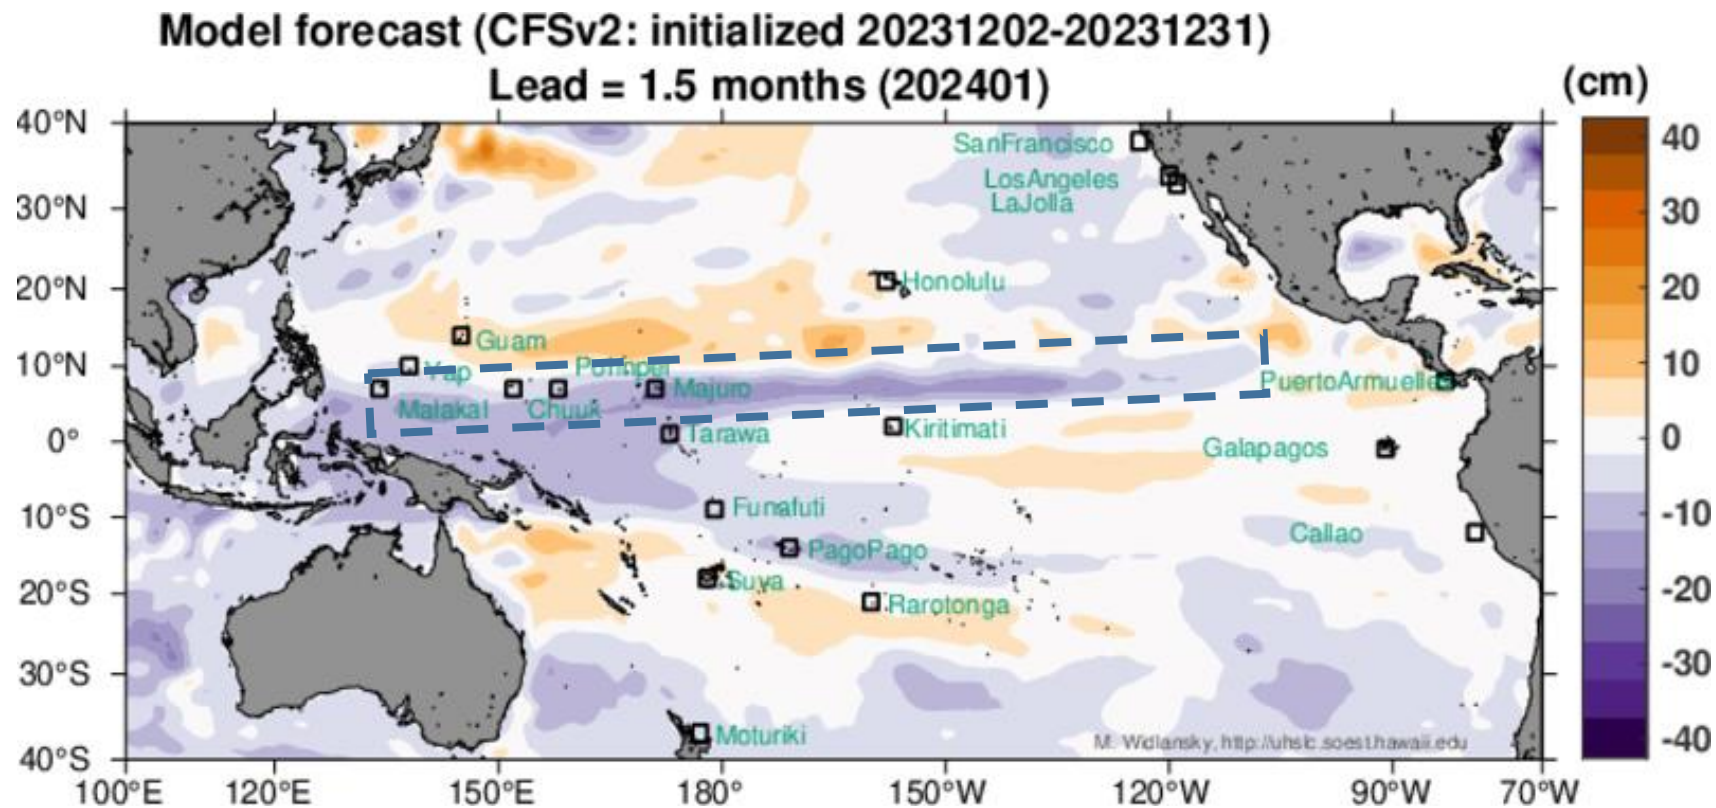 Model forecast (CFSv2: initialized 20231202-20231231)
Lead = 1.5 months (202401)
(cm)
40°N
30°N
20°N
10°N
0°
10°S
20°S
30°S
40°S
100°E
120°E
150°E
180°
150°W
120°W
90°W
70°W
40
30
20
10
0
-10
-20
-30
-40
SanFrancisco
LosAngeles
LaJolla
Honolulu
Guam
Yap
Pohnpei
Malakal
Chuuk
Majuro
PuertoArmuelles
Tarawa
Kiritimati
Galapagos
Funafuti
Callao
PagoPago
Suva
Rarotonga
Moturiki
M. Widlansky, http://uhslc.soest.hawaii.edu